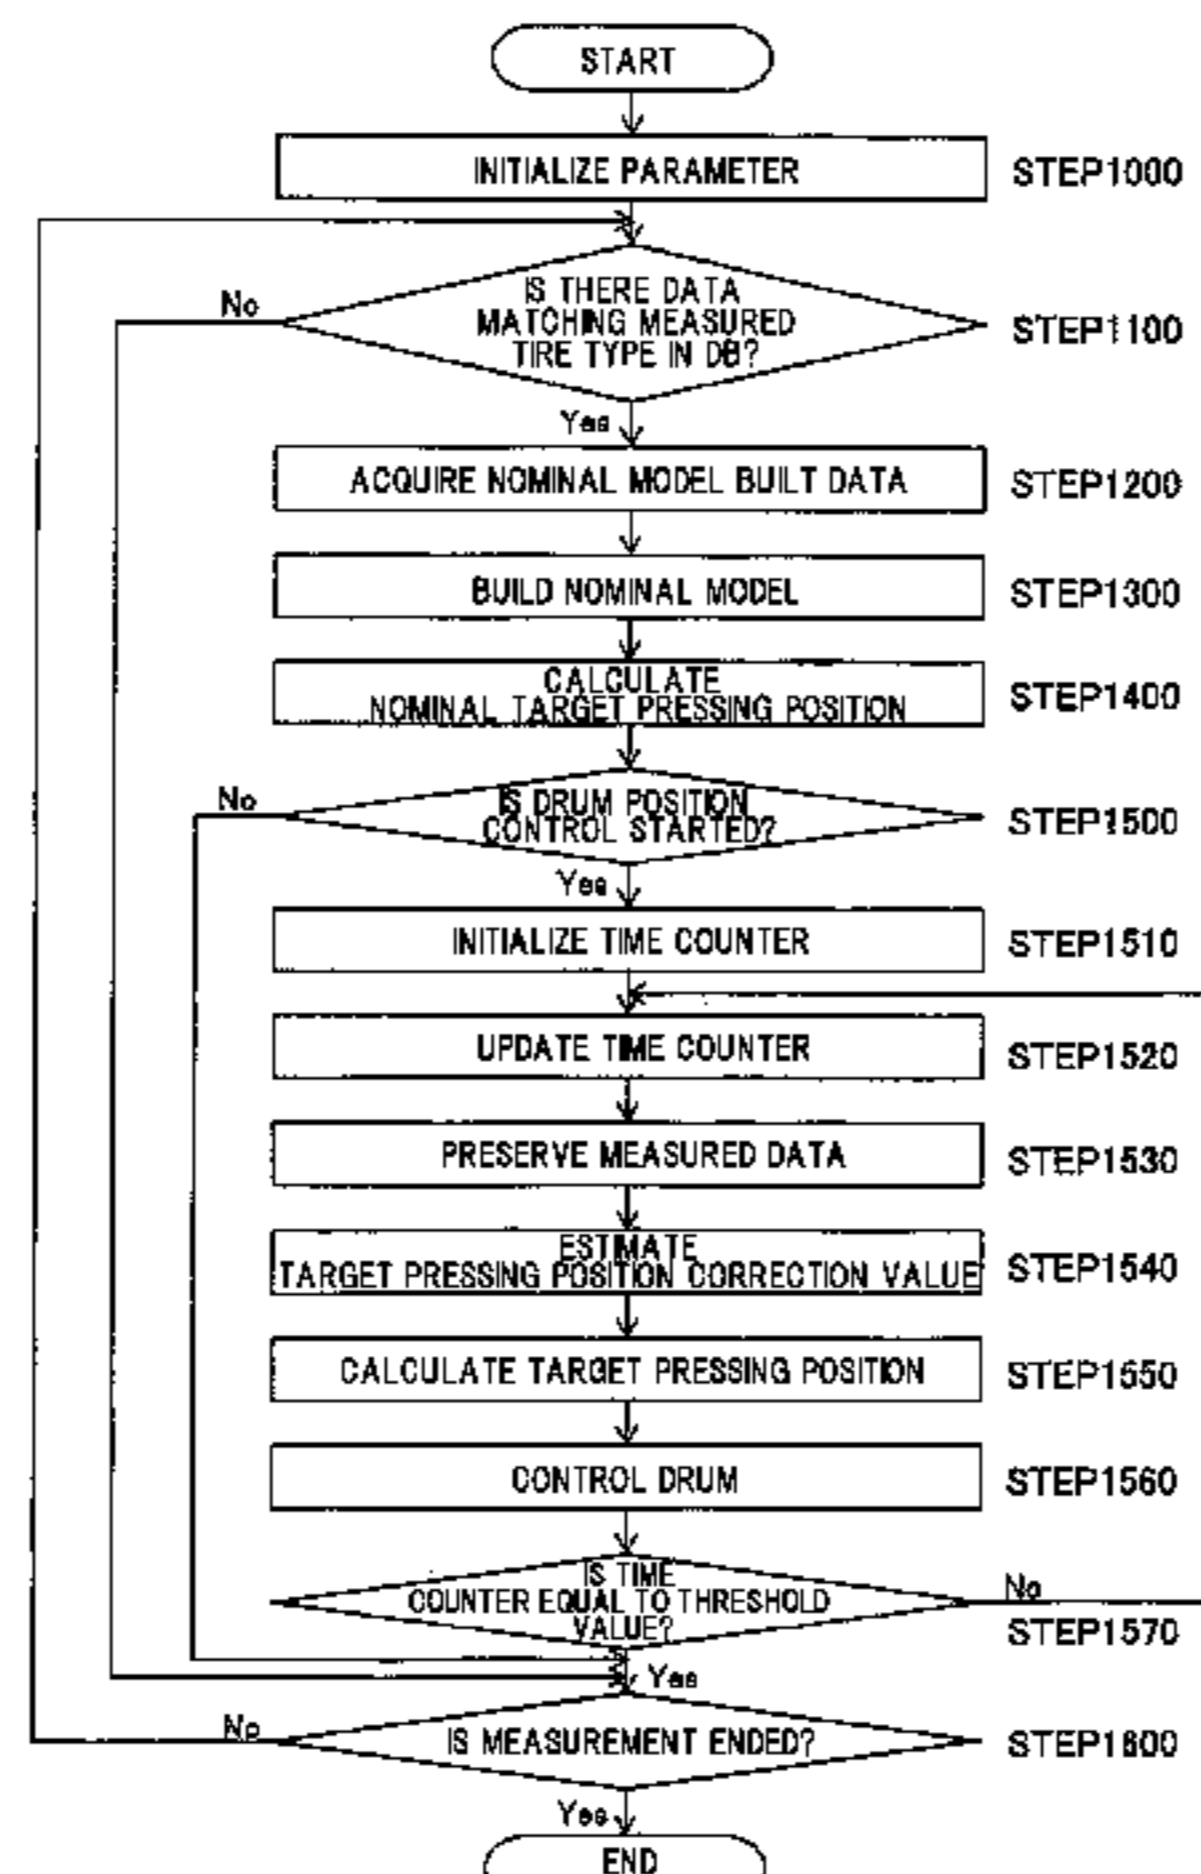 START
INITIALIZE PARAMETER
STEP1000
IS THERE DATA
MATCHING MEASURED
TIRE TYPE IN DB?
No
STEP1100
Yes
ACQUIRE NOMINAL MODEL BUILT DATA
STEP1200
BUILD NOMINAL MODEL
STEP1300
CALCULATE
NOMINAL TARGET PRESSING POSITION
STEP1400
No
IS DRUM POSITION
CONTROL STARTED?
STEP1500
Yes
INITIALIZE TIME COUNTER
STEP1510
UPDATE TIME COUNTER
STEP1520
PRESERVE MEASURED DATA
STEP1530
ESTIMATE
TARGET PRESSING POSITION CORRECTION VALUE
STEP1540
CALCULATE TARGET PRESSING POSITION
STEP1550
CONTROL DRUM
STEP1560
IS TIME
COUNTER EQUAL TO THRESHOLD
VALUE?
No
STEP1570
Yes
No
IS MEASUREMENT ENDED?
STEP1600
Yes
END